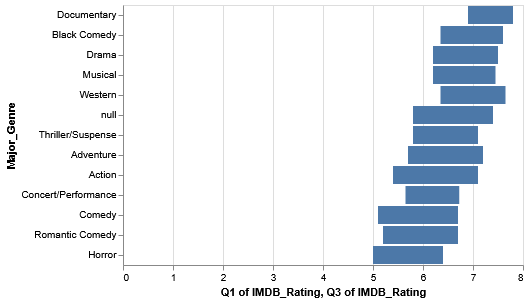 Documentary
Black Comedy
Drama
Musical
Western
null
Thriller/Suspense
Adventure
Action
Concert/Performance
Comedy
Romantic Comedy
Horror
Major_Genre
0 1 2 3 4 5 6 7 8
Q1 of IMDB_Rating, Q3 of IMDB_Rating